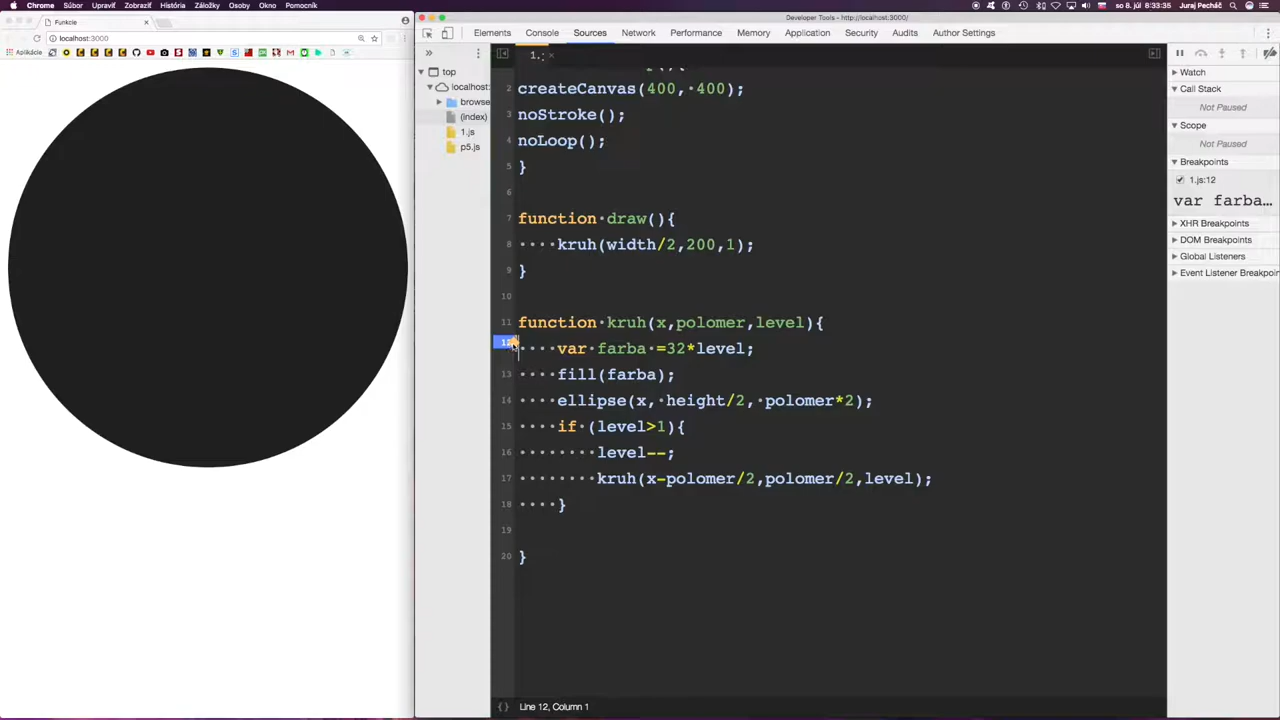 Chrome Súbor Upraviť Zobraziť História Záložky Osoby Okno Pomocník
so 8. júl 8:33:35 Juraj Pecháč
Funkcie
localhost:3000
Aplikácie
Developer Tools - http://localhost:3000/
Elements Console Sources Network Performance Memory Application Security Audits Author Settings
top
localhost:
browse
(index)
1.js
p5.js
2 createCanvas(400, 400);
3 noStroke();
4 noLoop();
5 }
6
7 function draw(){
8 kruh(width/2,200,1);
9 }
10
11 function kruh(x,polomer,level){
12 var farba =32*level;
13 fill(farba);
14 ellipse(x, height/2, polomer*2);
15 if (level>1){
16 level--;
17 kruh(x-polomer/2,polomer/2,level);
18 }
19
20 }
{} Line 12, Column 1
Watch
Call Stack
Not Paused
Scope
Not Paused
Breakpoints
1.js:12
var farba…
XHR Breakpoints
DOM Breakpoints
Global Listeners
Event Listener Breakpoin